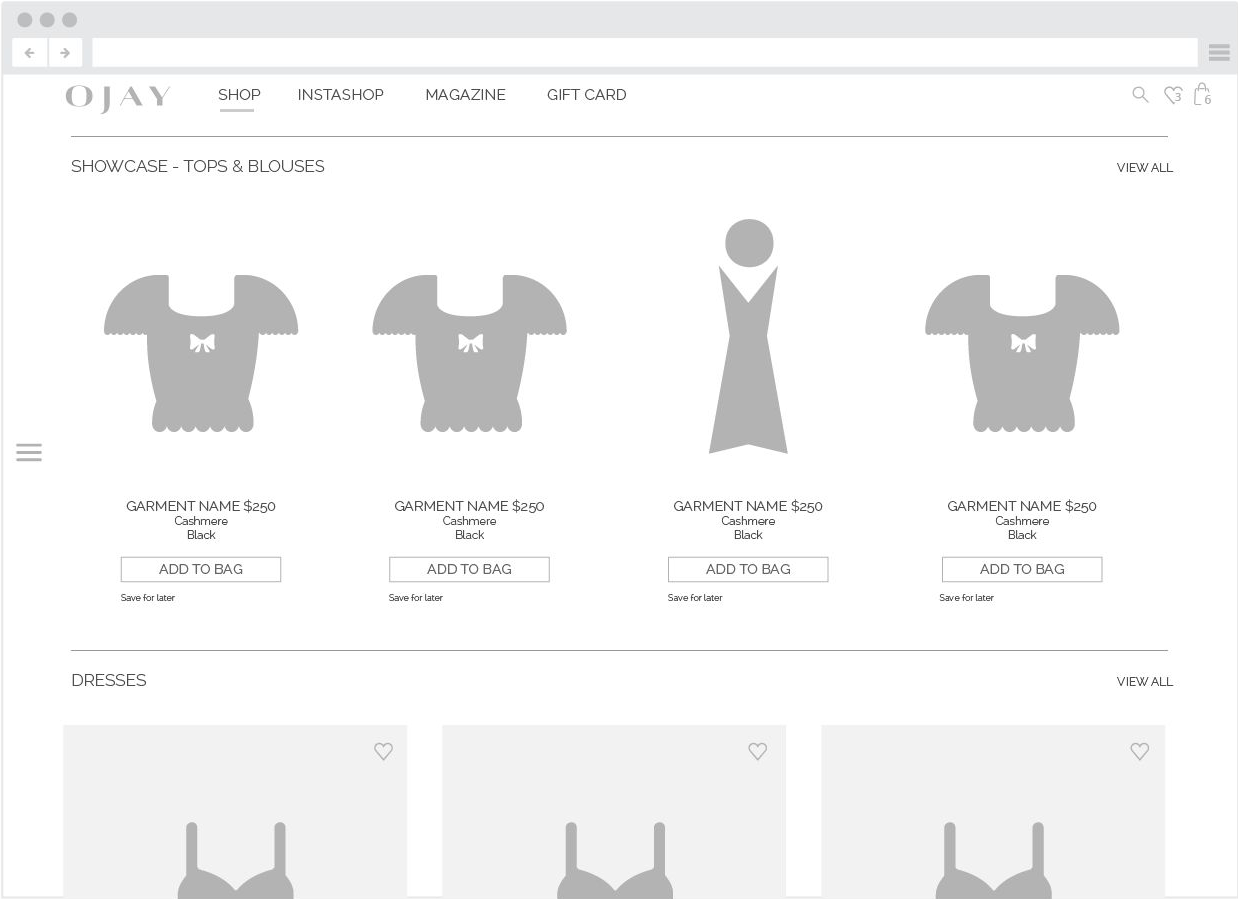 OJAY SHOP INSTASHOP MAGAZINE GIFT CARD 3 6
SHOWCASE - TOPS & BLOUSES VIEW ALL
GARMENT NAME $250 GARMENT NAME $250 GARMENT NAME $250 GARMENT NAME $250
Cashmere Cashmere Cashmere Cashmere
Black Black Black Black
ADD TO BAG ADD TO BAG ADD TO BAG ADD TO BAG
Save for later Save for later Save for later Save for later
DRESSES VIEW ALL